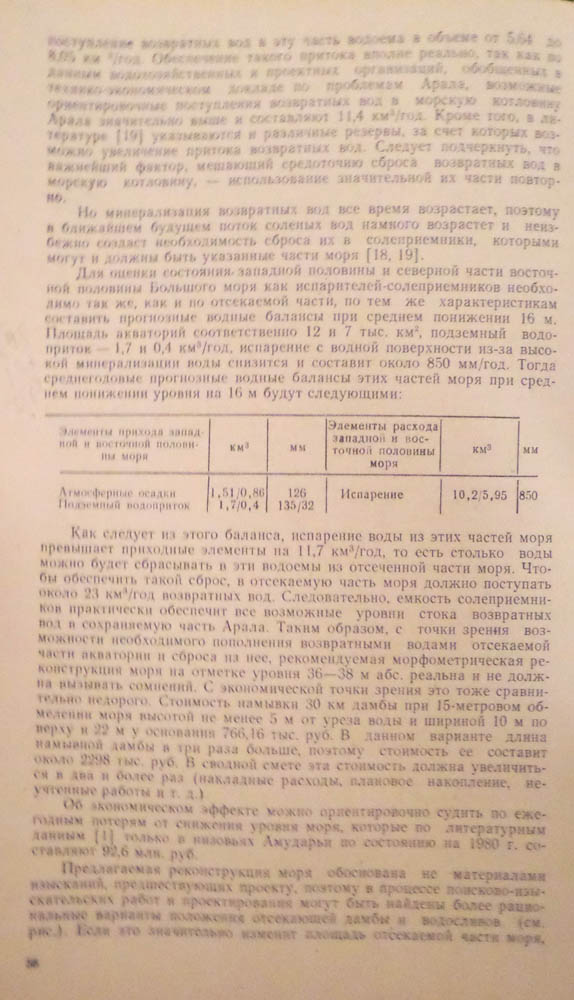 поступление возвратных вод в эту часть водоема в объеме от 5,64 до
8,05 км³/год. Обеспечение такого притока вполне реально, так как по
данным водохозяйственных и проектных организаций, обобщенных в
технико-экономическом докладе по проблемам Арала, возможные
ориентировочные поступления возвратных вод в морскую котловину
Арала значительно выше и составляют 11,4 км³/год. Кроме того, в ли-
тературе [19] указываются и различные резервы, за счет которых воз-
можно увеличение притока возвратных вод. Следует подчеркнуть, что
важнейший фактор, мешающий средоточию сброса возвратных вод в
морскую котловину, — использование значительной их части повтор-
но.
Но минерализация возвратных вод все время возрастает, поэтому
в ближайшем будущем поток соленых вод намного возрастет и неиз-
бежно создаст необходимость сброса их в солеприемники, которыми
могут и должны быть указанные части моря [18, 19].
Для оценки состояния западной половины и северной части восточ-
ной половины Большого моря как испарителей-солеприемников необхо-
димо так же, как и по отсекаемой части, по тем же характеристикам
составить прогнозные водные балансы при среднем понижении 16 м.
Площадь акваторий соответственно 12 и 7 тыс. км², подземный водо-
приток — 1,7 и 0,4 км³/год, испарение с водной поверхности из-за высо-
кой минерализации воды снизится и составит около 850 мм/год. Тогда
среднегодовые прогнозные водные балансы этих частей моря при сред-
нем понижении уровня на 16 м будут следующими:
Элементы прихода запад-
ной и восточной полови-
ны моря
км³
мм
Элементы расхода
западной и вос-
точной половины
моря
км³
мм
Атмосферные осадки 1,51/0,86 126 Испарение 10,2/5,95 850
Подземный водоприток 1,7/0,4 135/32
Как следует из этого баланса, испарение воды из этих частей моря
превышает приходные элементы на 11,7 км³/год, то есть столько воды
можно будет сбрасывать в эти водоемы из отсеченной части моря. Что-
бы обеспечить такой сброс, в отсекаемую часть моря должно поступать
около 23 км³/год возвратных вод. Следовательно, емкость солеприемни-
ков практически обеспечит все возможные уровни стока возвратных
вод в сохраняемую часть Арала. Таким образом, с точки зрения воз-
можности необходимого пополнения возвратными водами отсекаемой
части акватории и сброса из нее, рекомендуемая морфометрическая ре-
конструкция моря на отметке уровня 36—38 м абс. реальна и не долж-
на вызывать сомнений. С экономической точки зрения это тоже сравни-
тельно недорого. Стоимость намывки 30 км дамбы при 15-метровом об-
мелении моря высотой не менее 5 м от уреза воды и шириной 10 м по
верху и 22 м у основания 766,16 тыс. руб. В данном варианте длина
намывной дамбы в три раза больше, поэтому стоимость ее составит
около 2298 тыс. руб. В сводной смете эта стоимость должна увеличить-
ся в два и более раз (накладные расходы, плановое накопление, не-
учтенные работы и т. д.)
Об экономическом эффекте можно ориентировочно судить по еже-
годным потерям от снижения уровня моря, которые по литературным
данным [1] только в низовьях Амударьи по состоянию на 1980 г. со-
ставляют 92,6 млн. руб.
Предлагаемая реконструкция моря обоснована не материалами
изысканий, предшествующих проекту, поэтому в процессе поисково-изы-
скательских работ и проектирования могут быть найдены более рацио-
нальные варианты положения отсекающей дамбы и водосливов (см.
рис.). Если это значительно изменит площадь отсекаемой части моря,